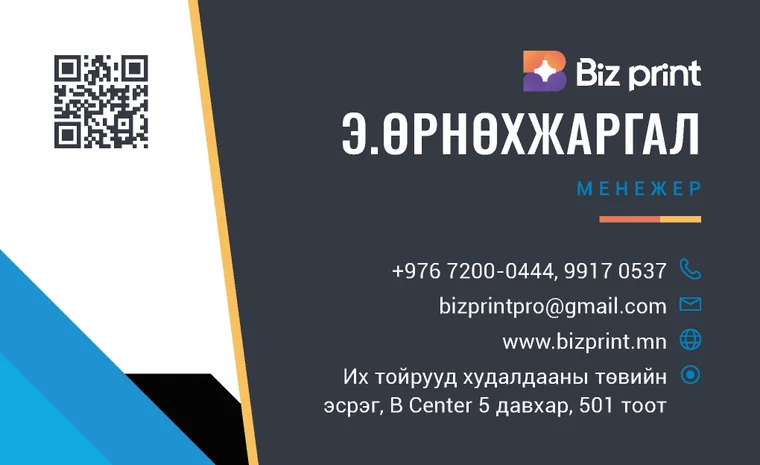 Biz print
Э.ӨРНӨХЖАРГАЛ
МЕНЕЖЕР
+976 7200-0444, 9917 0537
bizprintpro@gmail.com
www.bizprint.mn
Их тойрууд худалдааны төвийн
эсрэг, B Center 5 давхар, 501 тоот